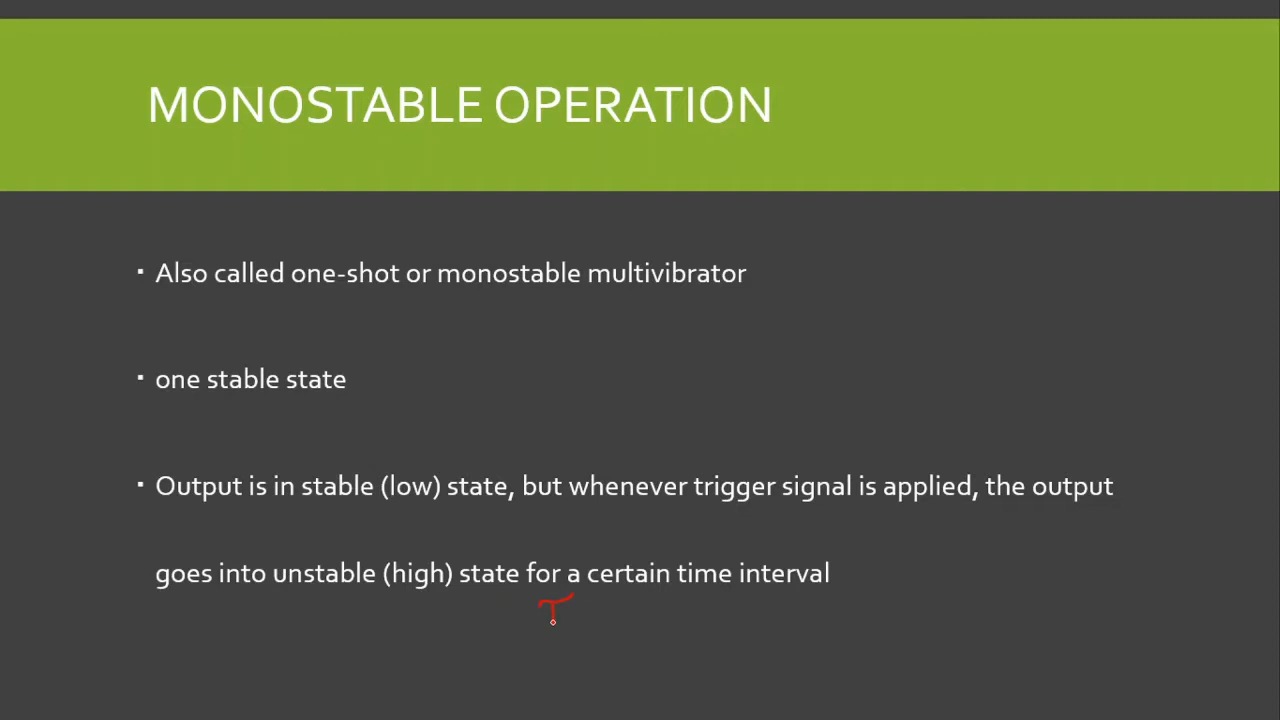 MONOSTABLE OPERATION
▪ Also called one-shot or monostable multivibrator
▪ one stable state
▪ Output is in stable (low) state, but whenever trigger signal is applied, the output
goes into unstable (high) state for a certain time interval
T